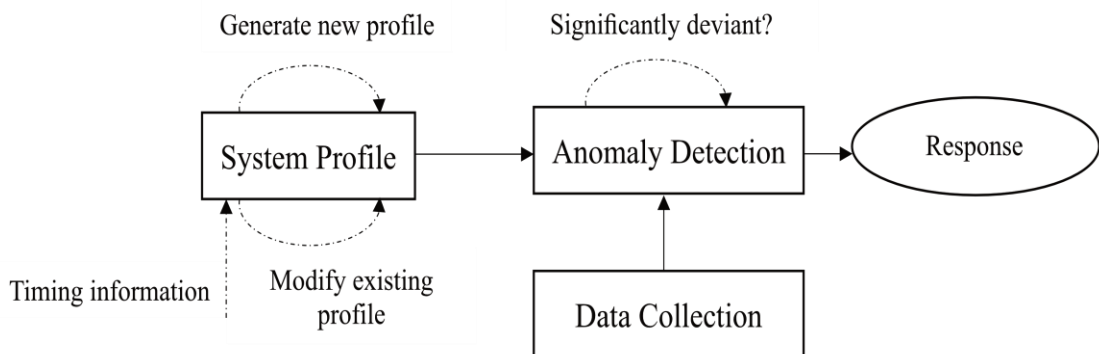 Generate new profile
Significantly deviant?
System Profile
Anomaly Detection
Response
Timing information
Modify existing
profile
Data Collection